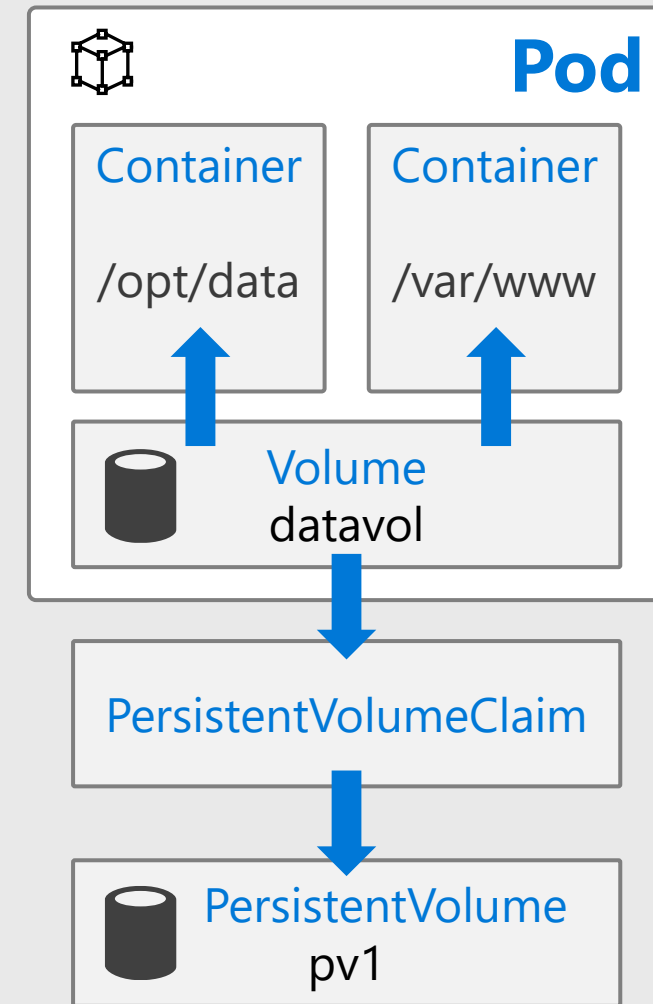 Pod
Container
/opt/data
Container
/var/www
Volume
datavol
PersistentVolumeClaim
PersistentVolume
pv1